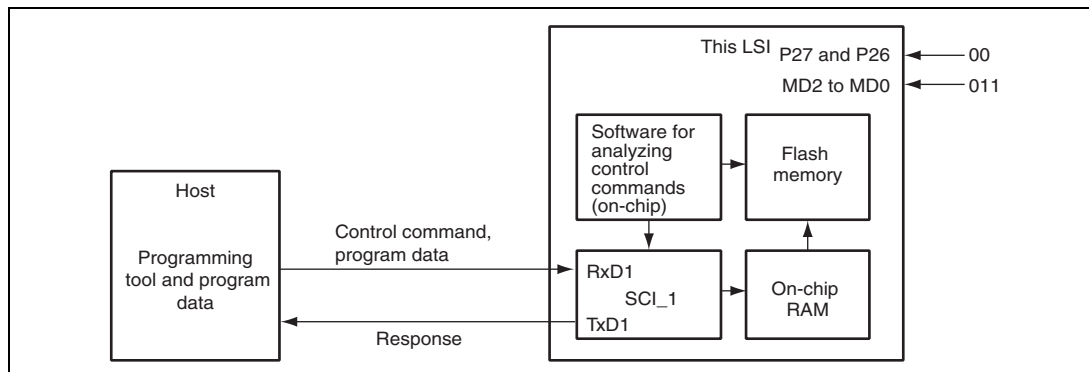 This LSI
P27 and P26
00
MD2 to MD0
011
Software for
analyzing
control
commands
(on-chip)
Flash
memory
Host
Programming
tool and program
data
Control command,
program data
Response
RxD1
SCI_1
TxD1
On-chip
RAM